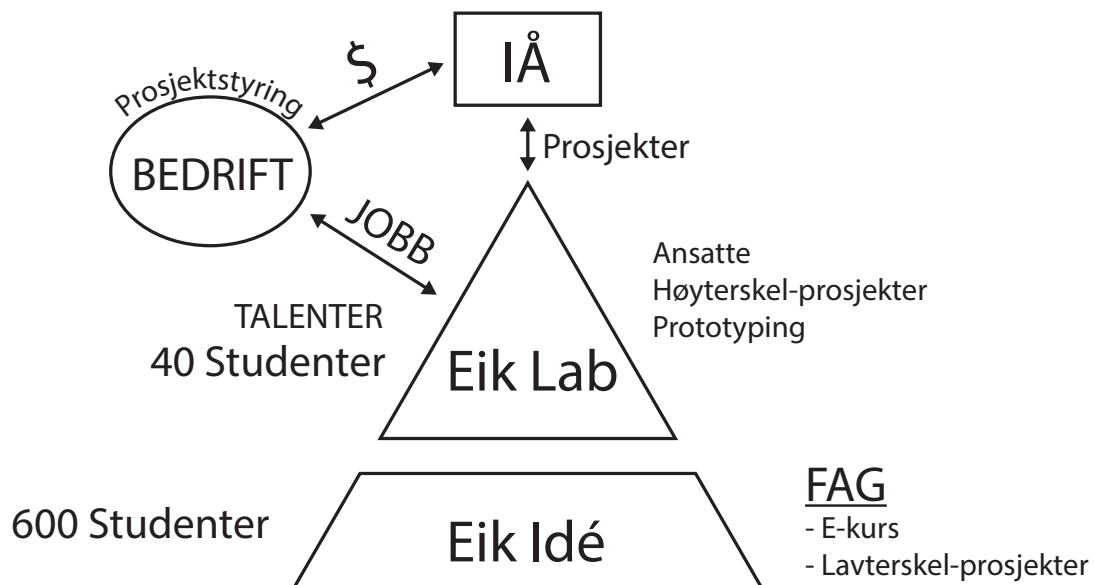 $
IÅ
Prosjektstyring
BEDRIFT
Prosjekter
JOBB
Ansatte
Høyterskel-prosjekter
Prototyping
TALENTER
40 Studenter
Eik Lab
600 Studenter
Eik Idé
FAG
- E-kurs
- Lavterskel-prosjekter